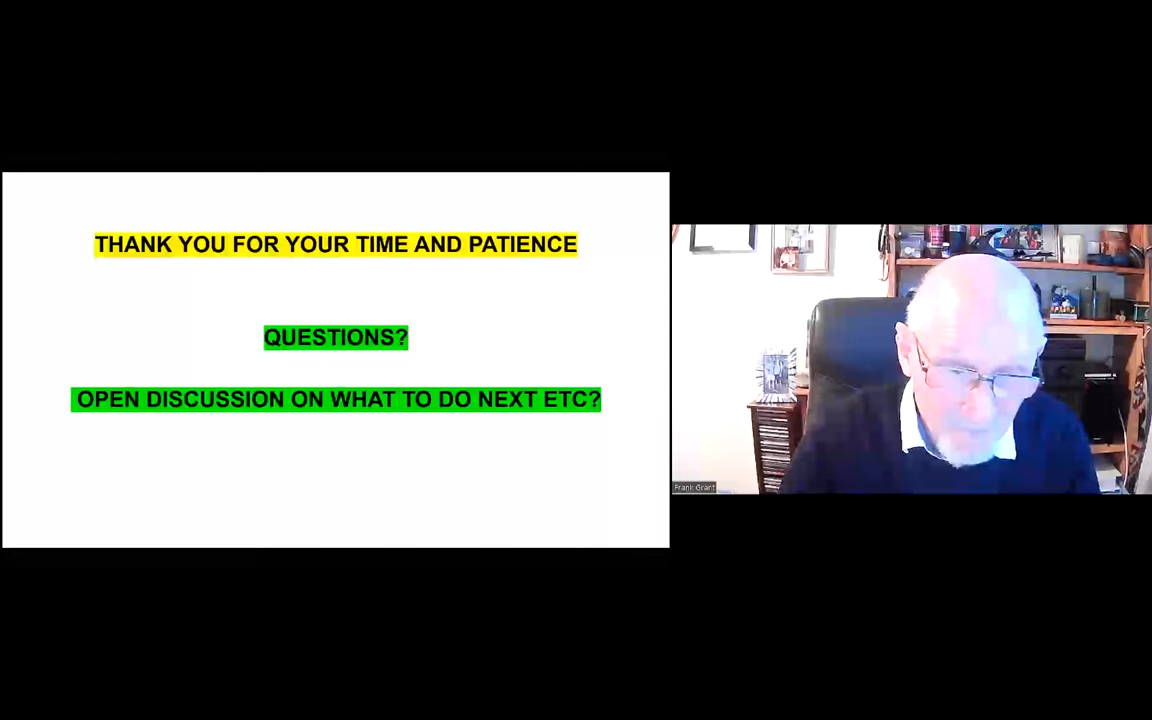 THANK YOU FOR YOUR TIME AND PATIENCE
QUESTIONS?
OPEN DISCUSSION ON WHAT TO DO NEXT ETC?
Frank Grant